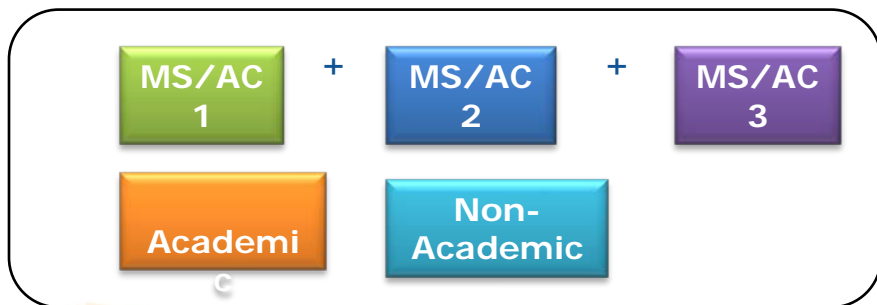 MS/AC + MS/AC + MS/AC
1 2 3
Academi
c
Non-
Academic